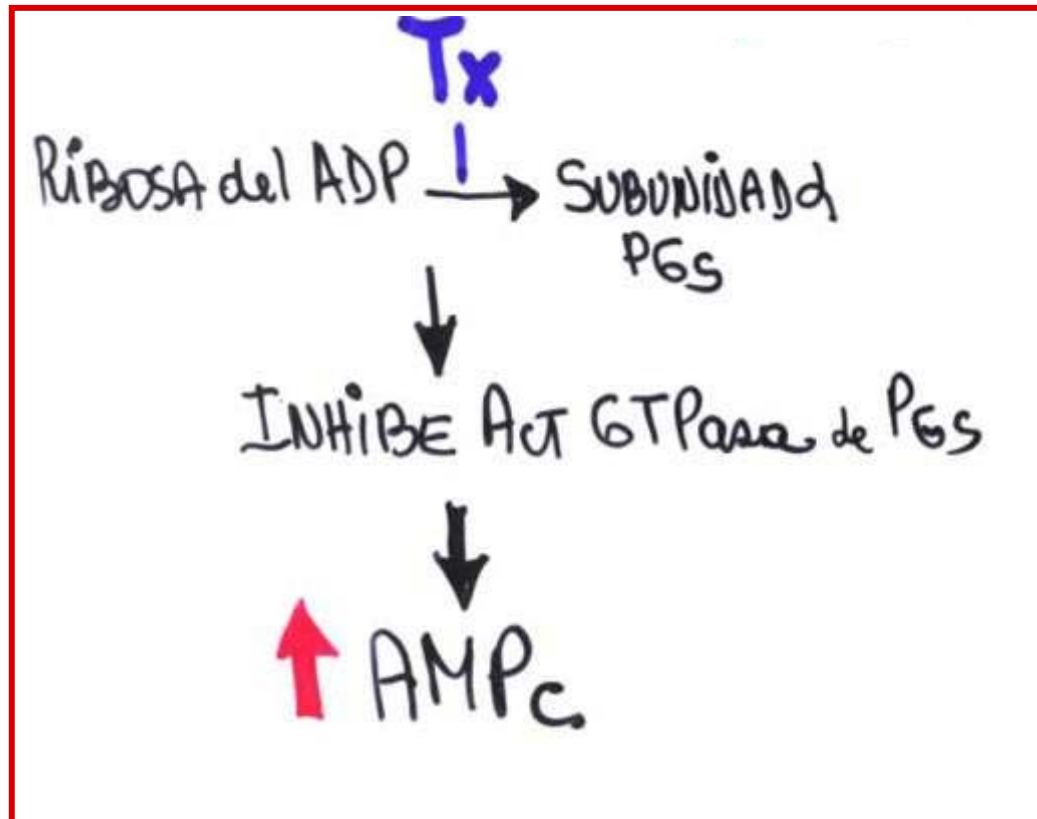 Tx
RiBOSA del ADP → SUBUNIDAD α
PGS
INHiBE Act GTPasa de PGS
↑ AMPc